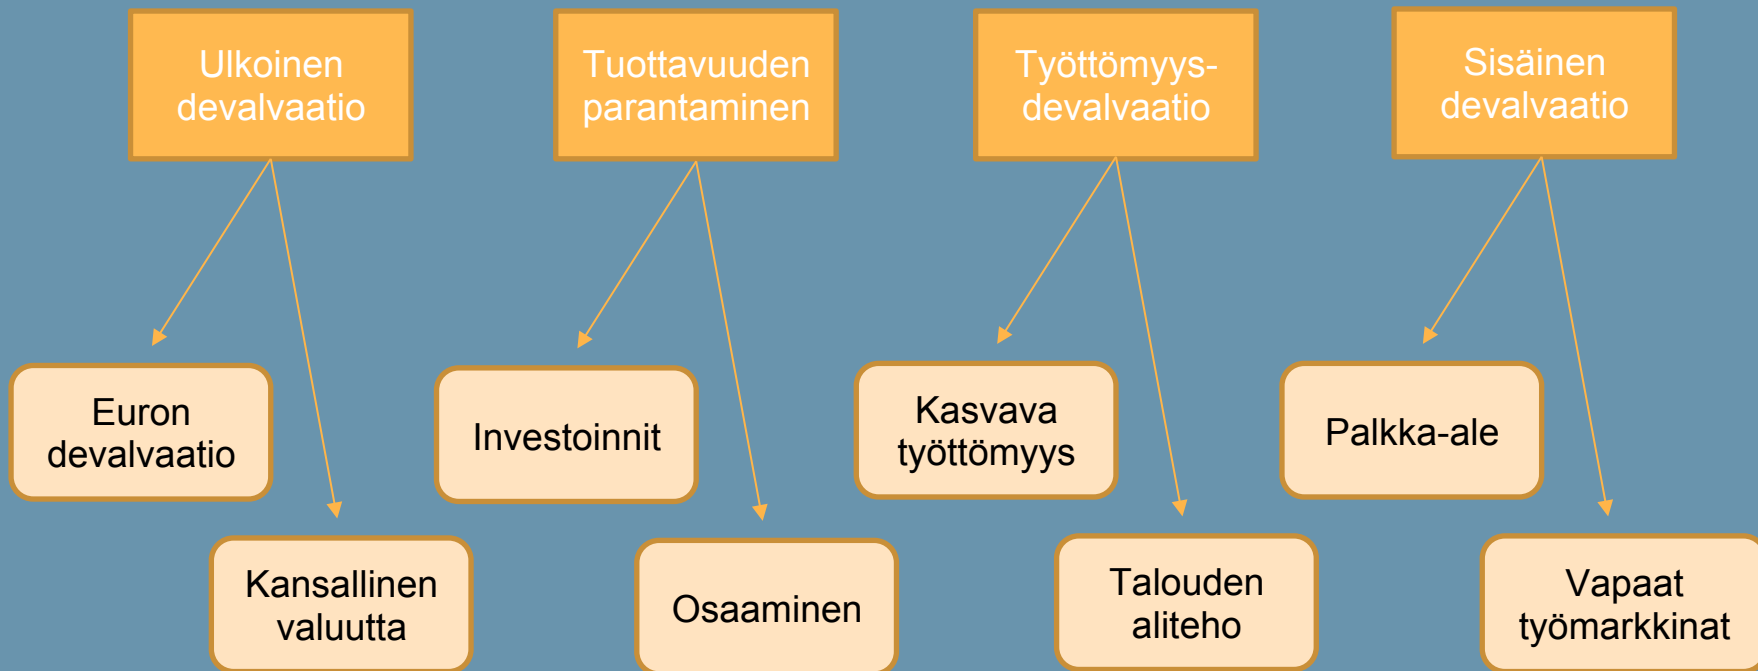 Ulkoinen
devalvaatio
Tuottavuuden
parantaminen
Työttömyys-
devalvaatio
Sisäinen
devalvaatio
Euron
devalvaatio
Investoinnit
Kasvava
työttömyys
Palkka-ale
Kansallinen
valuutta
Osaaminen
Talouden
aliteho
Vapaat
työmarkkinat